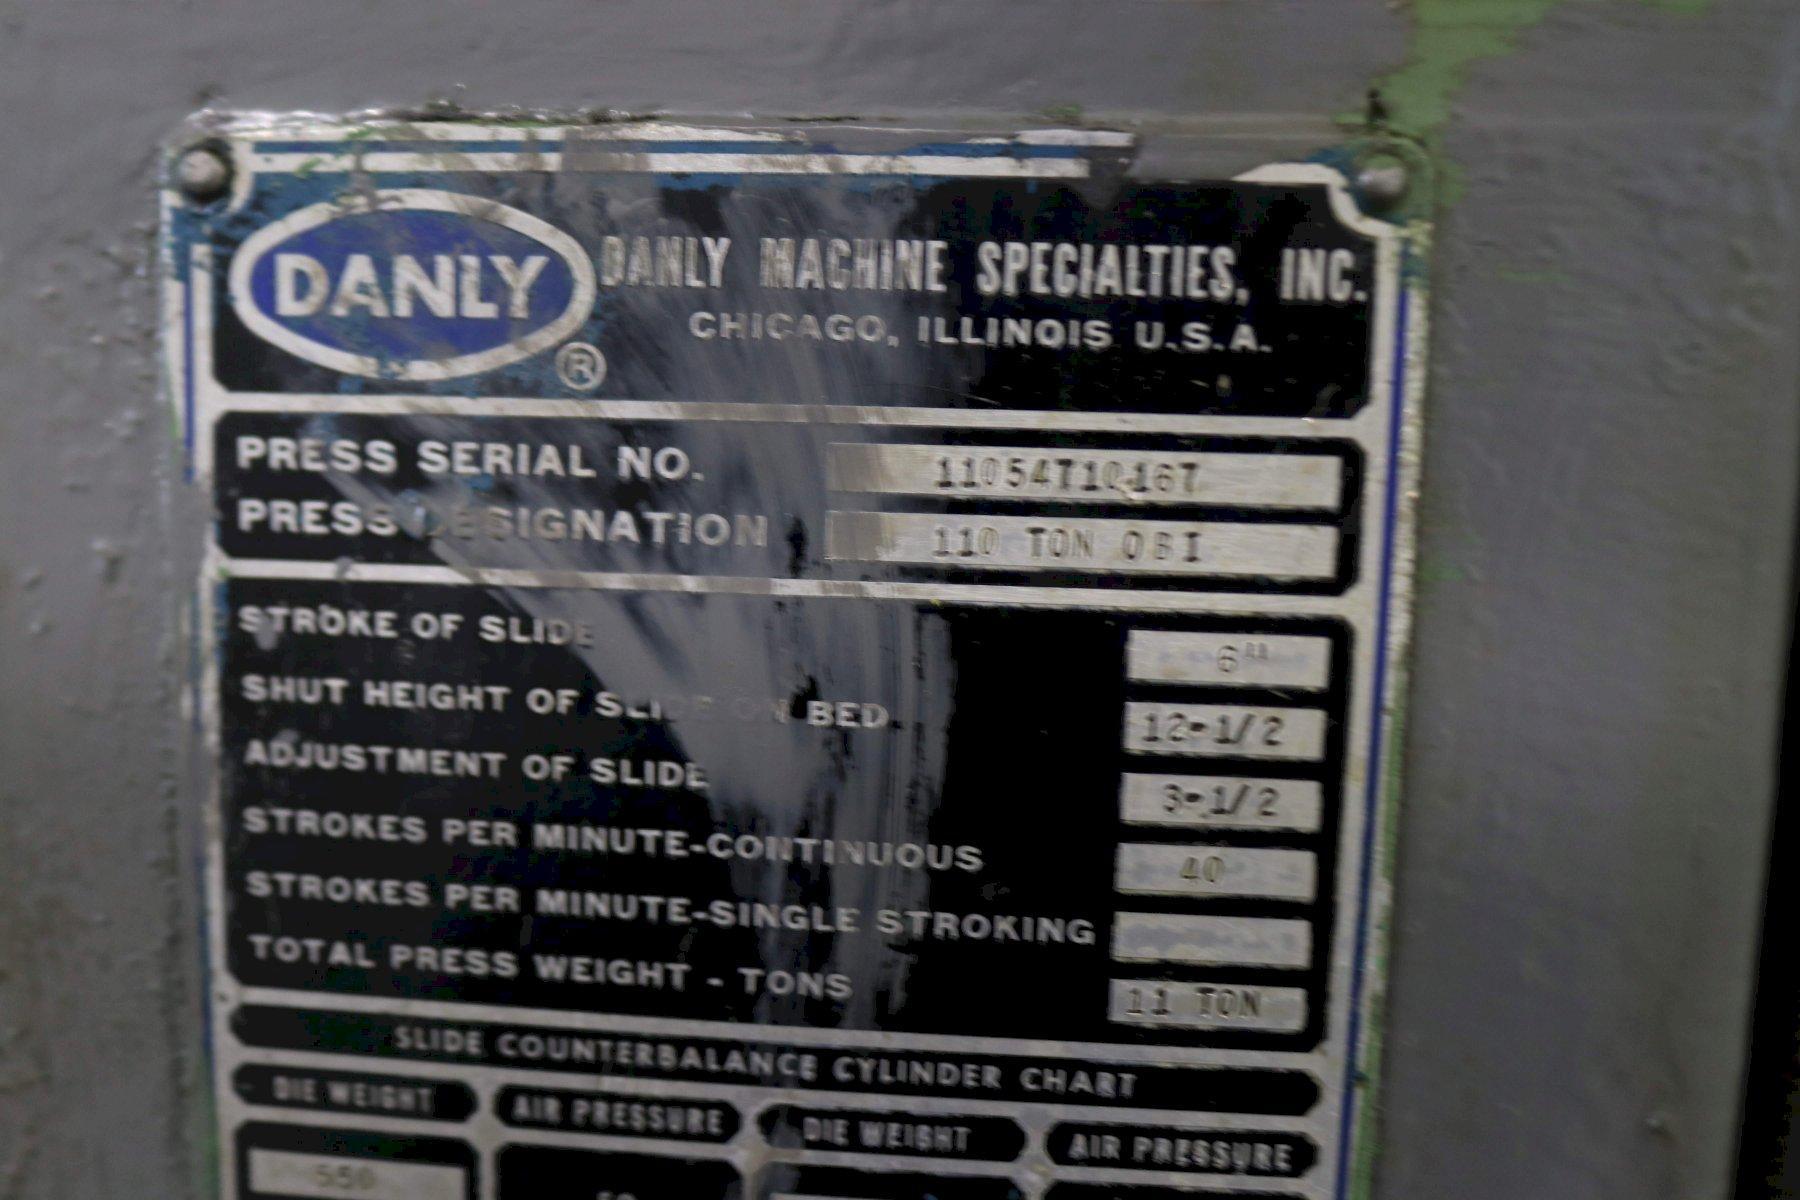 DANLY ®
DANLY MACHINE SPECIALTIES, INC.
CHICAGO, ILLINOIS U.S.A.
PRESS SERIAL NO. 11054710167
PRESS DESIGNATION 110 TON OBI
STROKE OF SLIDE 6"
SHUT HEIGHT OF SLIDE ON BED. 12-1/2
ADJUSTMENT OF SLIDE 3-1/2
STROKES PER MINUTE-CONTINUOUS 40
STROKES PER MINUTE-SINGLE STROKING
TOTAL PRESS WEIGHT - TONS 11 TON
SLIDE COUNTERBALANCE CYLINDER CHART
DIE WEIGHT AIR PRESSURE DIE WEIGHT AIR PRESSURE
550